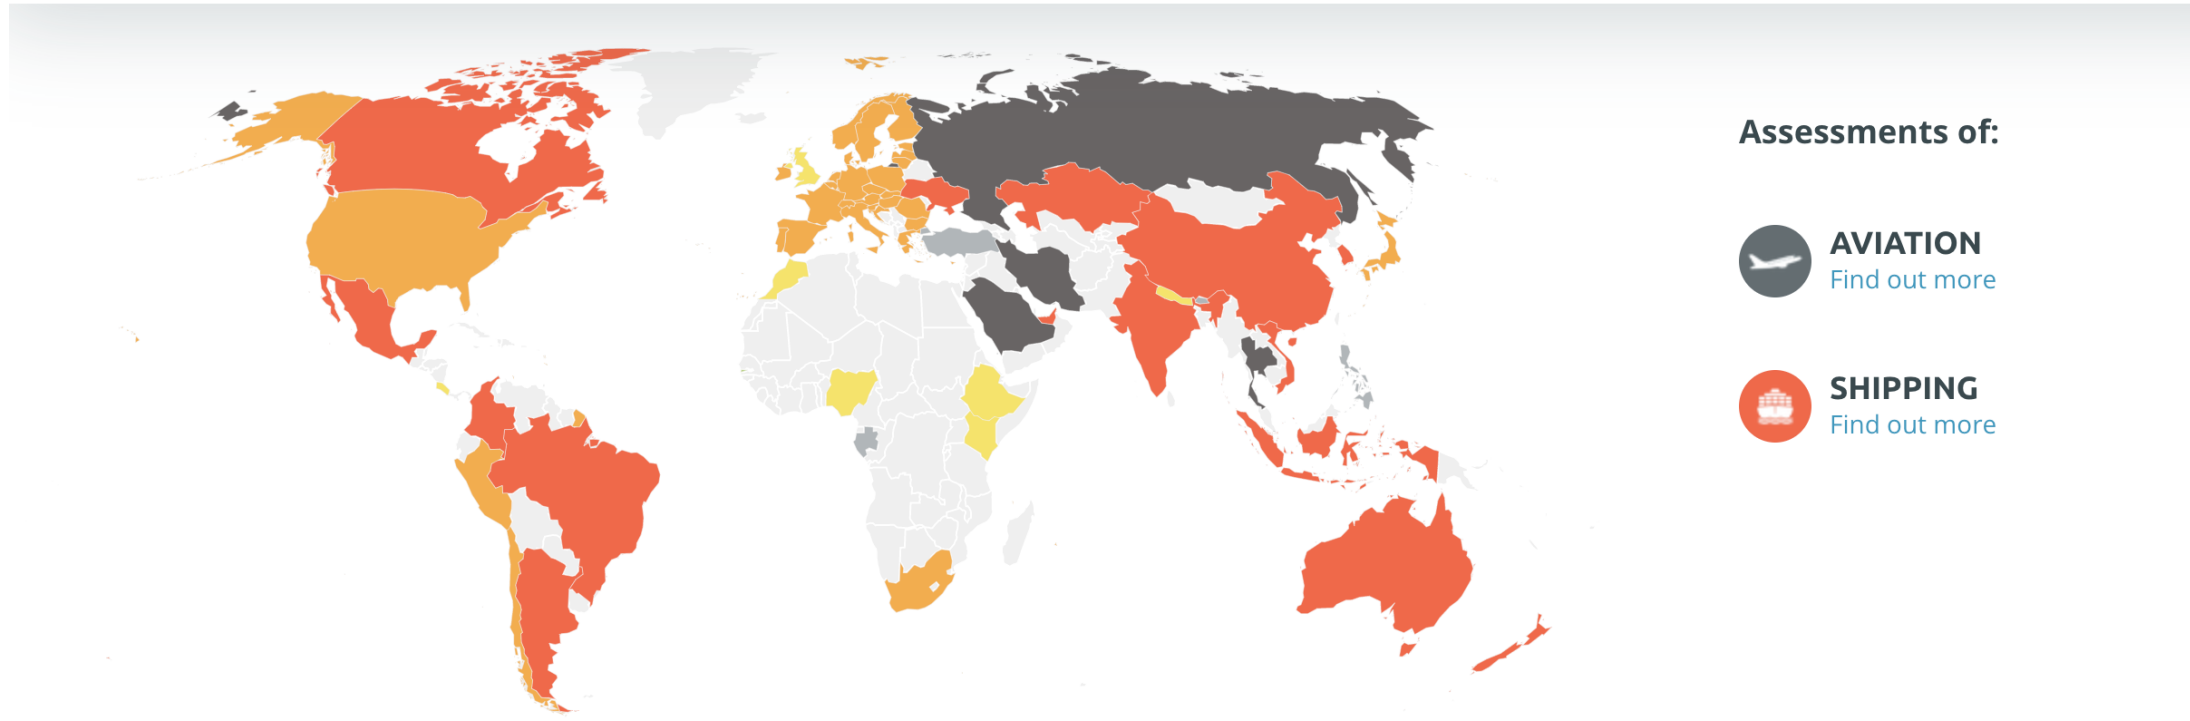 Assessments of:
AVIATION
Find out more
SHIPPING
Find out more